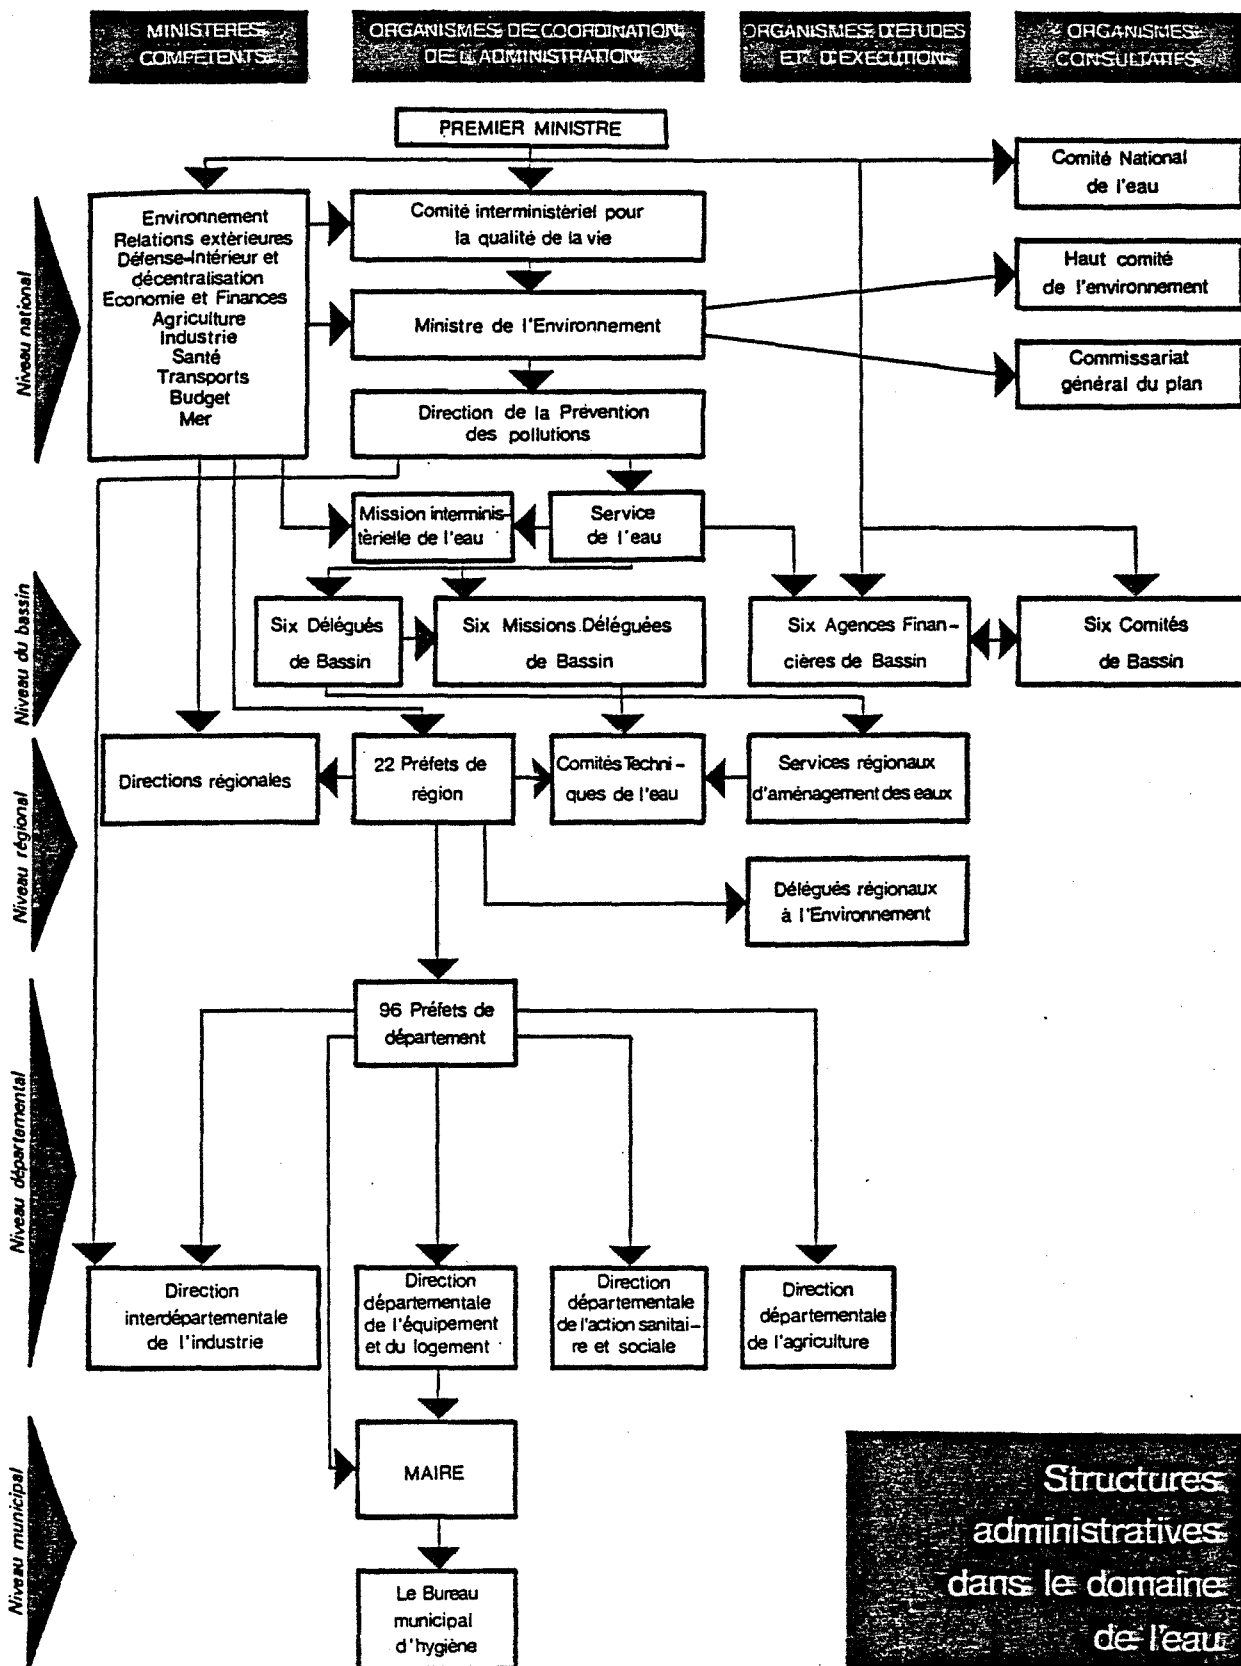 MINISTERES
COMPETENTS
ORGANISMES DE COORDINATION
DE L'ADMINISTRATION
ORGANISMES D'ETUDES
ET D'EXECUTION
ORGANISMES
CONSULTATIFS
PREMIER MINISTRE
Comité National
de l'eau
Niveau national
Environnement
Relations extèrieures
Défense-Intérieur et
décentralisation
Economie et Finances
Agriculture
Industrie
Santé
Transports
Budget
Mer
Comité interministèriel pour
la qualité de la vie
Haut comité
de l'environnement
Ministre de l'Environnement
Commissariat
général du plan
Direction de la Prévention
des pollutions
Mission interminis-
tèrielle de l'eau
Service
de l'eau
Niveau du bassin
Six Délégués
de Bassin
Six Missions Déléguées
de Bassin
Six Agences Finan-
cières de Bassin
Six Comités
de Bassin
Niveau régional
Directions régionales
22 Préfets de
région
Comités Techni-
ques de l'eau
Services régionaux
d'aménagement des eaux
Délégués régionaux
à l'Environnement
Niveau départemental
96 Préfets de
département
Direction
interdépartementale
de l'industrie
Direction
départementale
de l'équipement
et du logement
Direction
départementale
de l'action sanitai-
re et sociale
Direction
départementale
de l'agriculture
Niveau municipal
MAIRE
Le Bureau
municipal
d'hygiène
Structures
administratives
dans le domaine
de l'eau